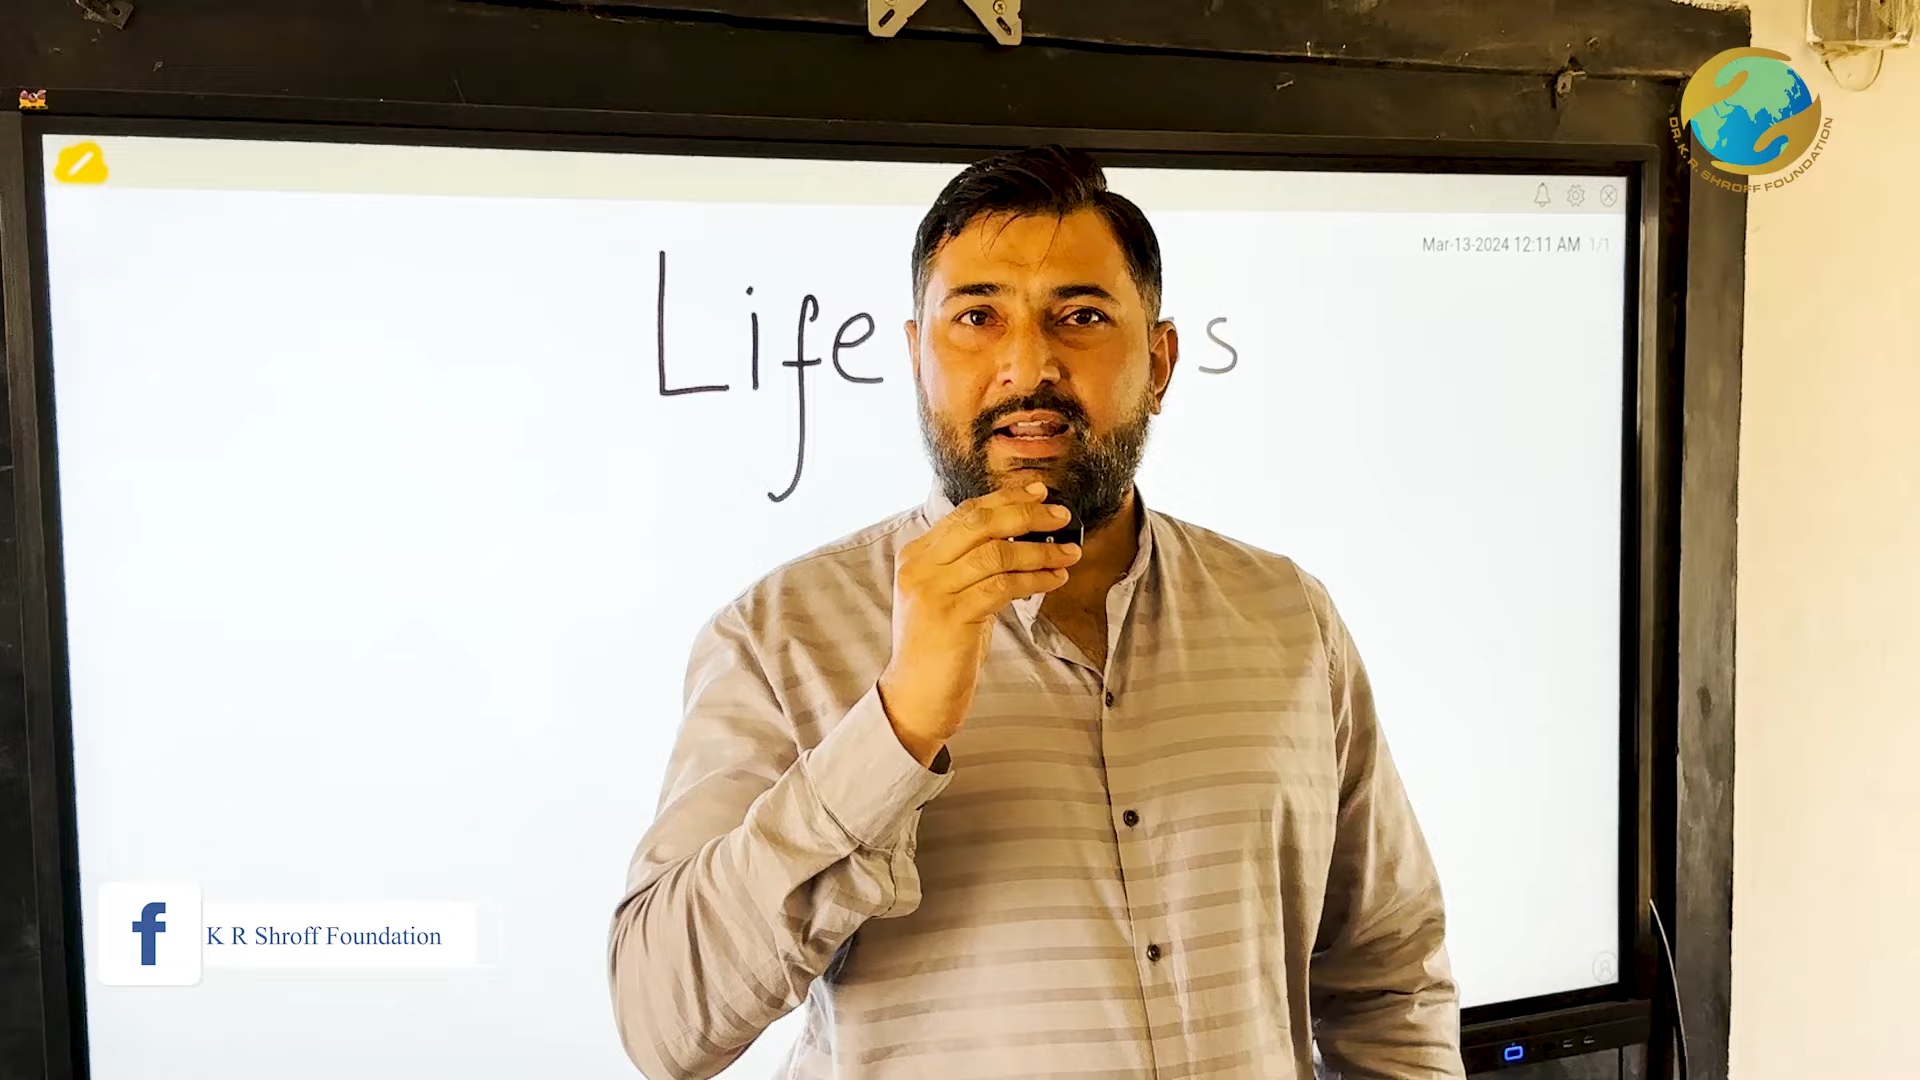 DR. K. R. SHROFF FOUNDATION
Mar-13-2024 12:11 AM 1/1
Life
K R Shroff Foundation